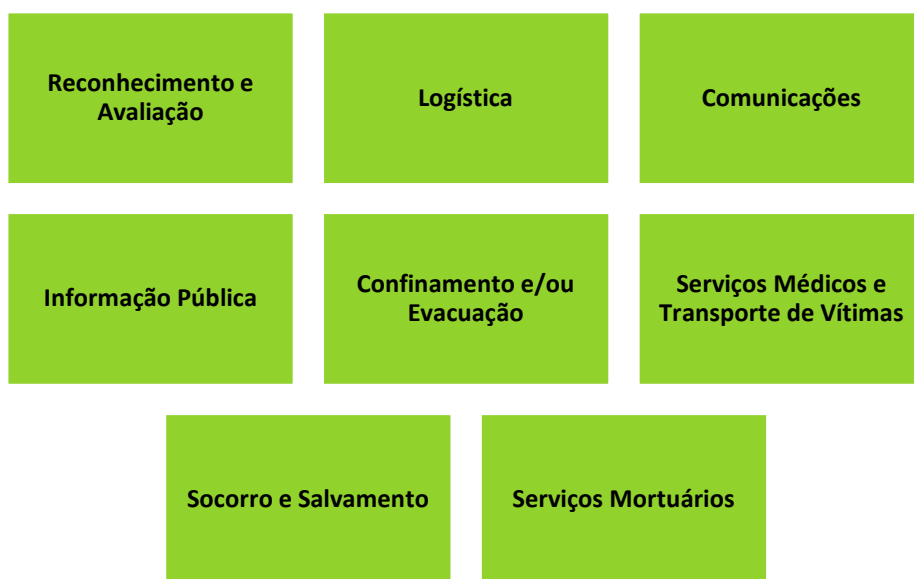 Reconhecimento e
Avaliação
Logística
Comunicações
Informação Pública
Confinamento e/ou
Evacuação
Serviços Médicos e
Transporte de Vítimas
Socorro e Salvamento
Serviços Mortuários